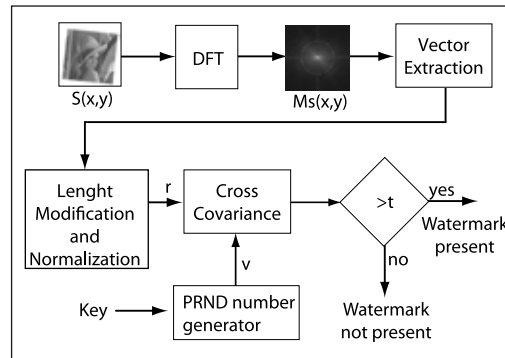 DFT
Vector
Extraction
S(x,y)
Ms(x,y)
Lenght
Modification
and
Normalization
r
Cross
Covariance
>t
yes
Watermark
present
no
v
Key
PRND number
generator
Watermark
not present